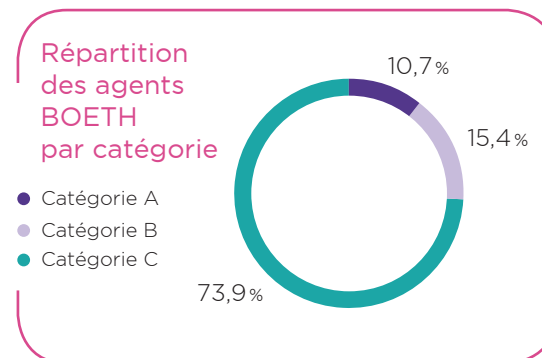 Répartition
des agents
BOETH
par catégorie
Catégorie A
Catégorie B
Catégorie C
10,7 %
15,4 %
73,9 %